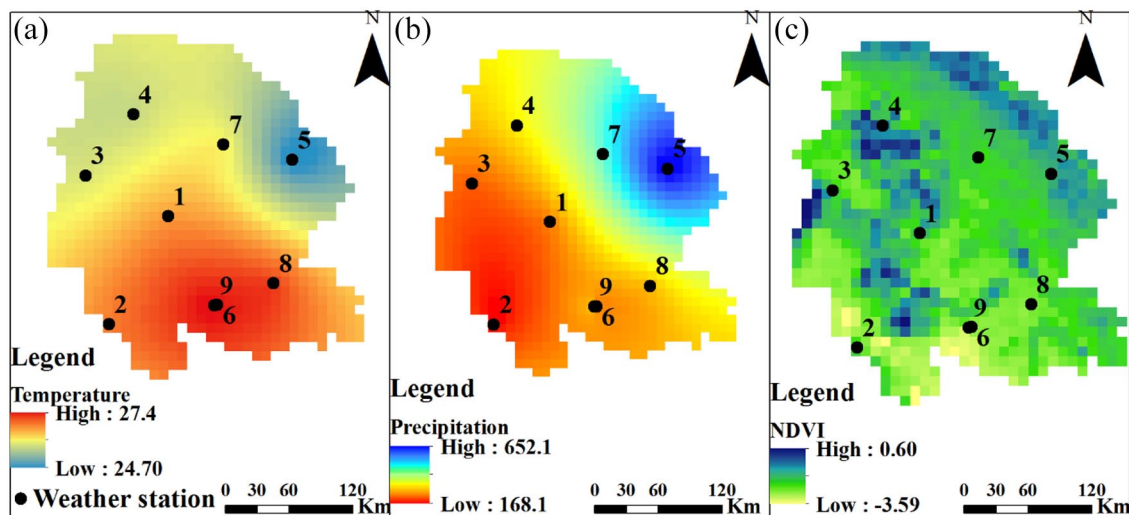 (a)
N
4
7
5
3
1
8
9
6
2
Legend
Temperature
High : 27.4
Low : 24.70
Weather station
0 30 60 120
Km
(b)
N
4
7
5
3
1
8
9
6
2
Legend
Precipitation
High : 652.1
Low : 168.1
0 30 60 120
Km
(c)
N
4
7
5
3
1
8
9
6
2
Legend
NDVI
High : 0.60
Low : -3.59
0 30 60 120
Km